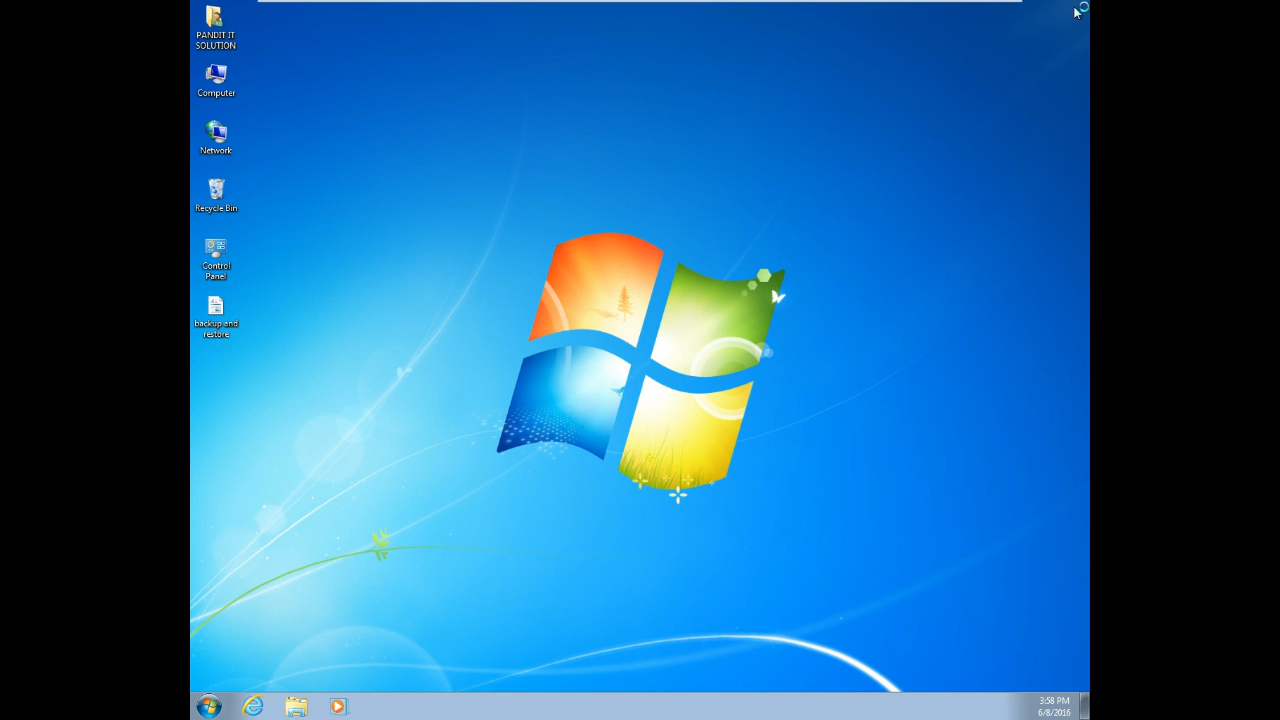 PANDIT IT
SOLUTION
Computer
Network
Recycle Bin
Control
Panel
backup and
restore
3:58 PM
6/8/2016